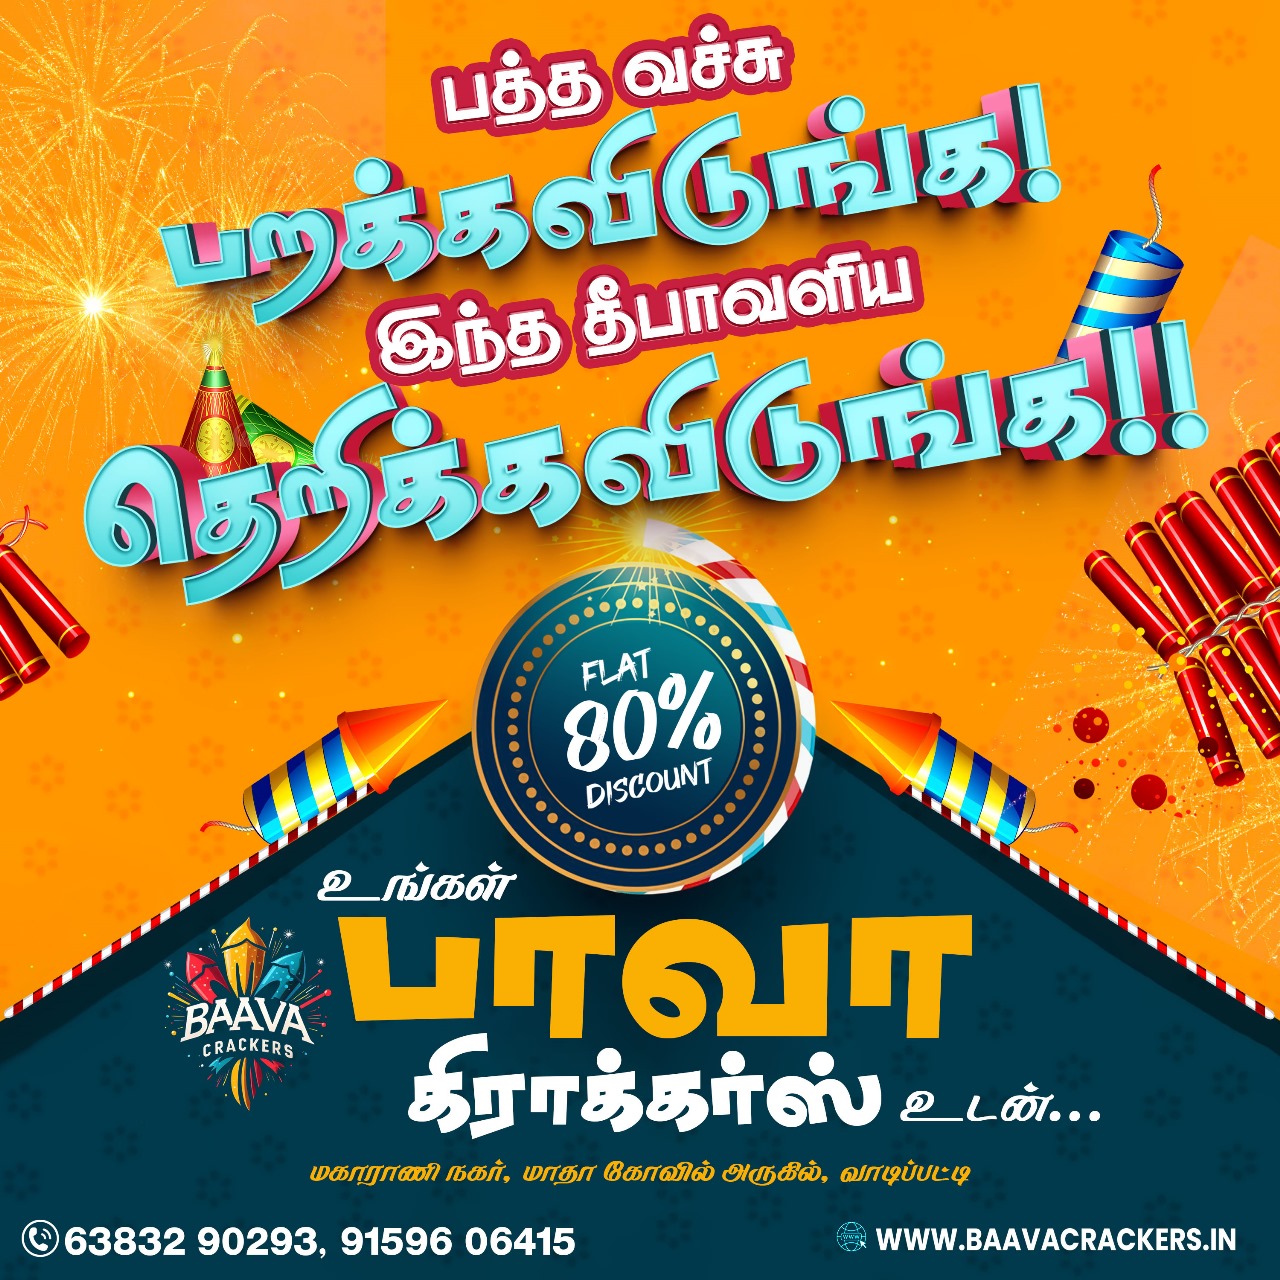 பத்த வச்சு
பறக்கவிடுங்க!
இந்த தீபாவளிய
தெறிக்கவிடுங்க!!
FLAT
80%
DISCOUNT
உங்கள்
பாவா
BAAVA
CRACKERS
கிராக்கர்ஸ் உடன்...
மகாராணி நகர், மாதா கோவில் அருகில், வாடிப்பட்டி
63832 90293, 91596 06415
WWW.BAAVACRACKERS.IN